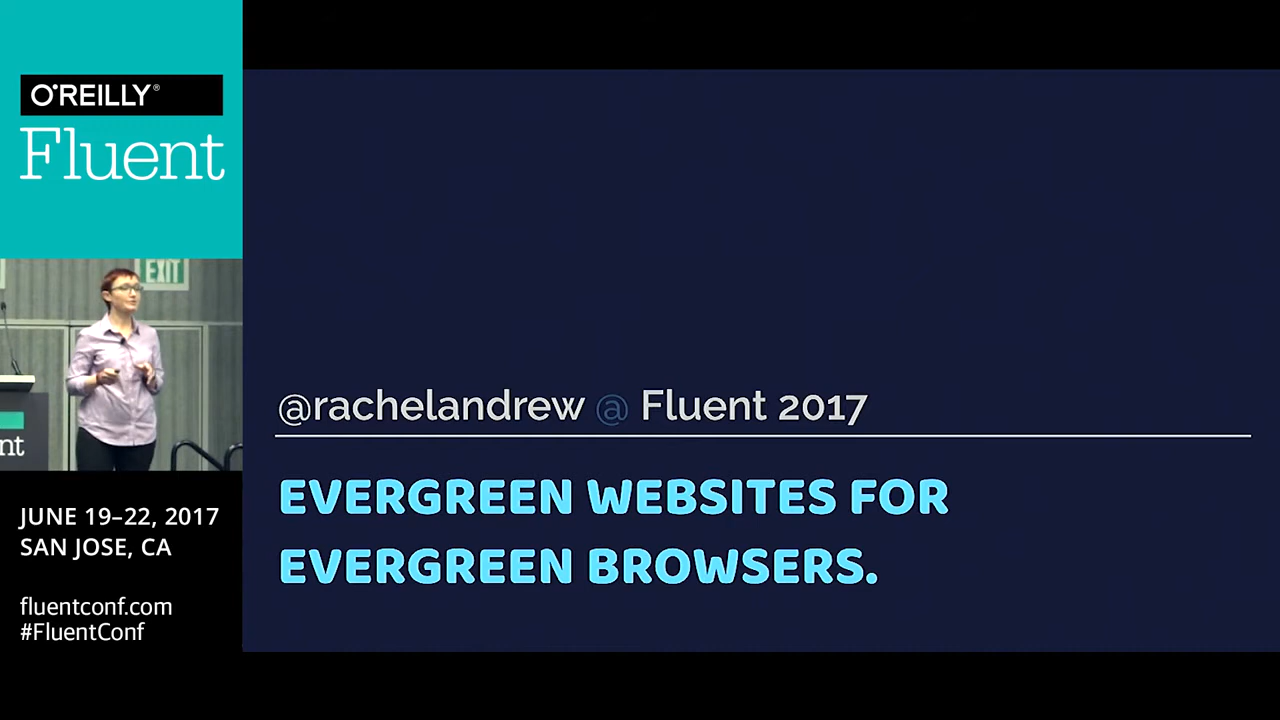 O'REILLY®
Fluent
EXIT
nt
JUNE 19–22, 2017
SAN JOSE, CA
fluentconf.com
#FluentConf
@rachelandrew @ Fluent 2017
EVERGREEN WEBSITES FOR
EVERGREEN BROWSERS.